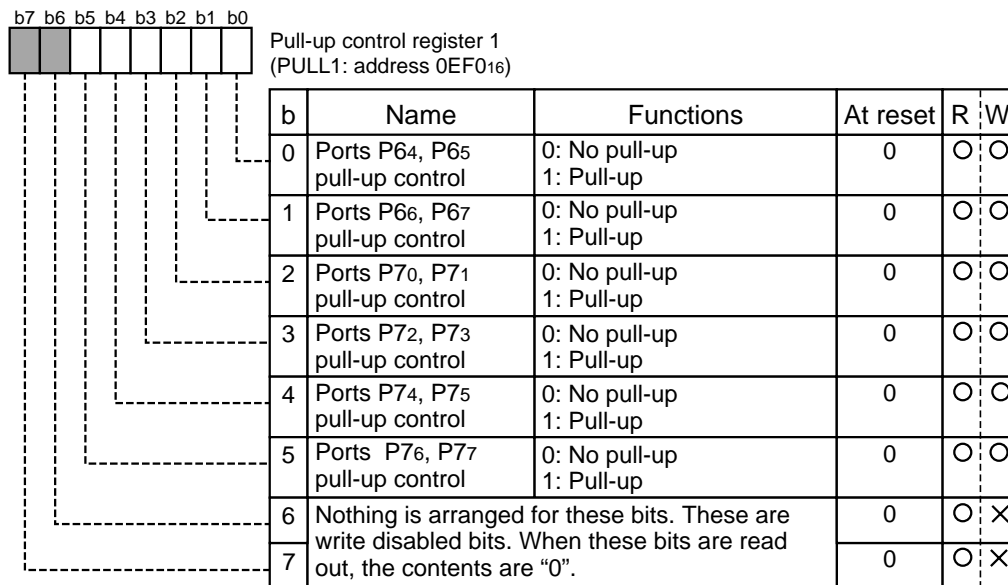 b7 b6 b5 b4 b3 b2 b1 b0
Pull-up control register 1
(PULL1: address 0EF016)
b Name Functions At reset R W
0 Ports P64, P65 0: No pull-up 0 O O
pull-up control 1: Pull-up
1 Ports P66, P67 0: No pull-up 0 O O
pull-up control 1: Pull-up
2 Ports P70, P71 0: No pull-up 0 O O
pull-up control 1: Pull-up
3 Ports P72, P73 0: No pull-up 0 O O
pull-up control 1: Pull-up
4 Ports P74, P75 0: No pull-up 0 O O
pull-up control 1: Pull-up
5 Ports P76, P77 0: No pull-up 0 O O
pull-up control 1: Pull-up
6 Nothing is arranged for these bits. These are 0 O ×
write disabled bits. When these bits are read
7 out, the contents are “0”. 0 O ×